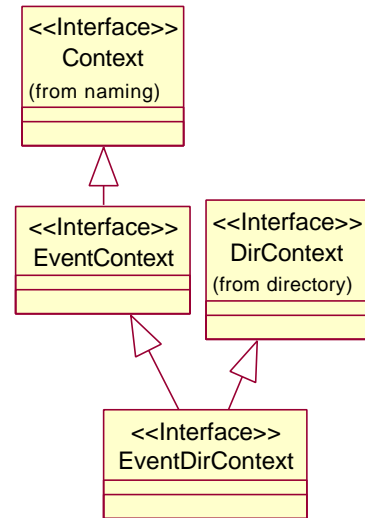 <<Interface>>
Context
(from naming)
<<Interface>>
EventContext
<<Interface>>
DirContext
(from directory)
<<Interface>>
EventDirContext